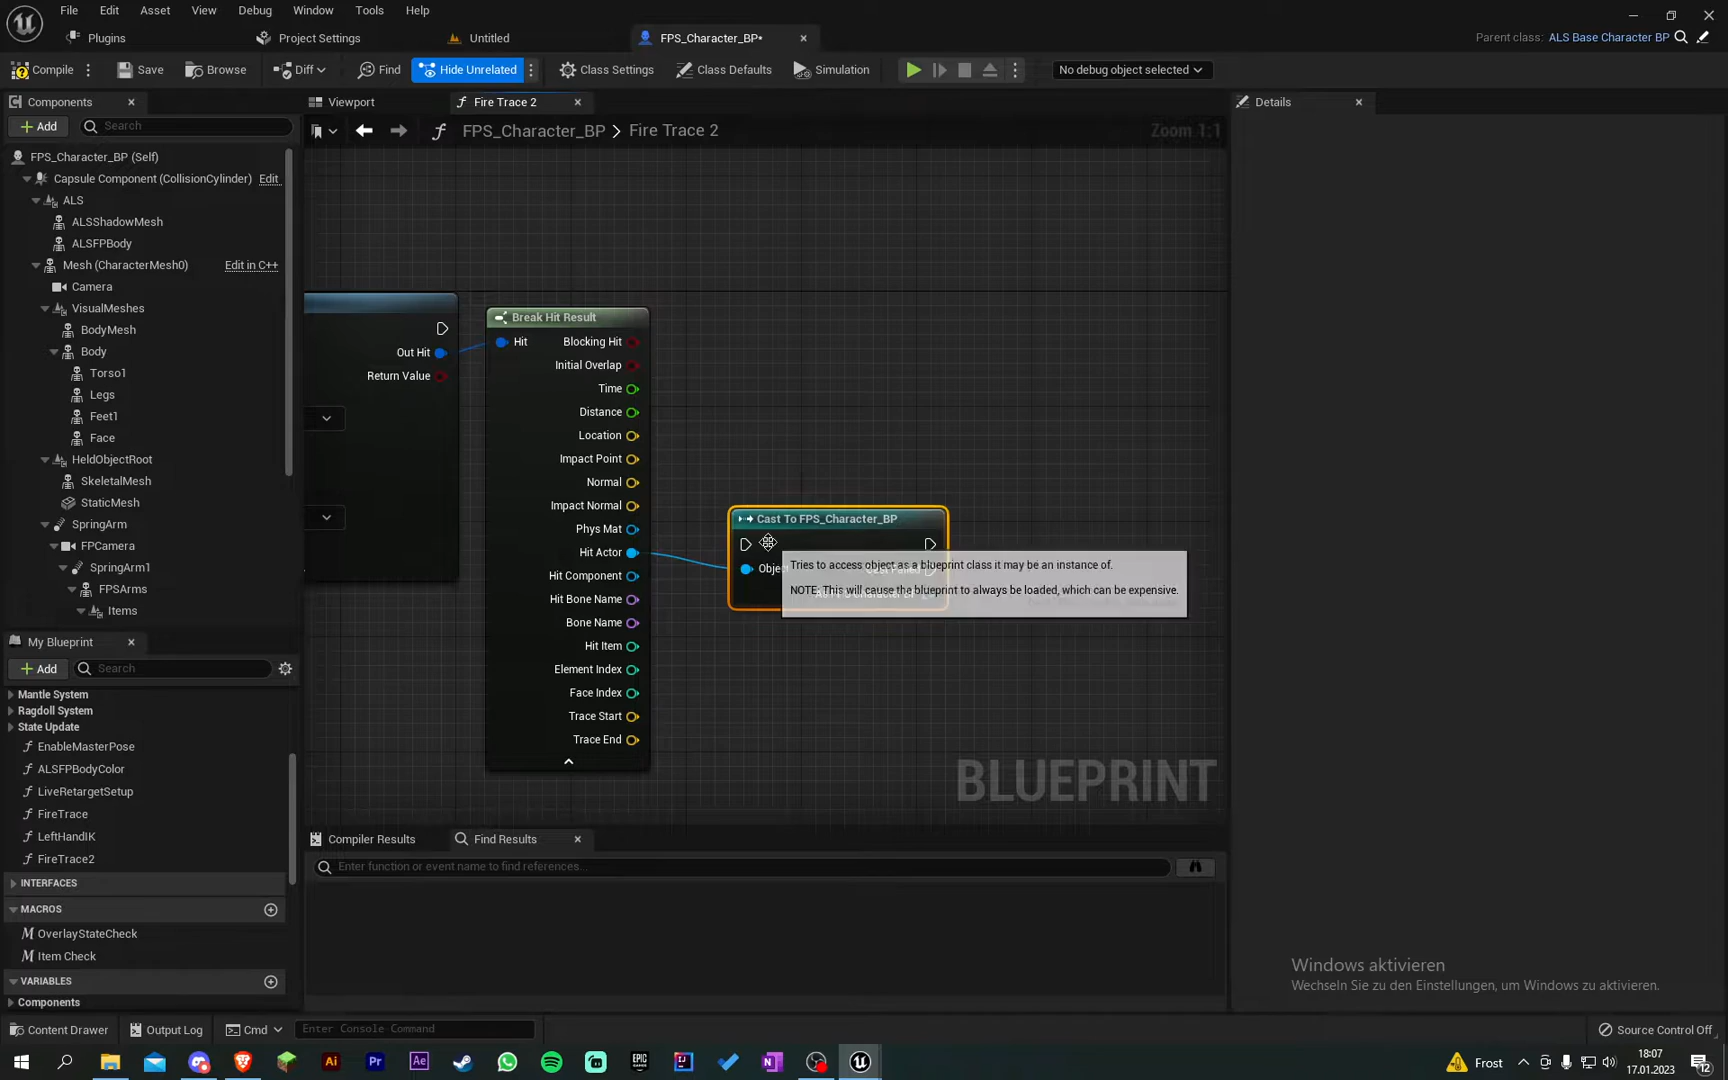 File Edit Asset View Debug Window Tools Help
Plugins Project Settings Untitled FPS_Character_BP* Parent class: ALS Base Character BP
Compile Save Browse Diff Find Hide Unrelated Class Settings Class Defaults Simulation No debug object selected
Components
Add Search
FPS_Character_BP (Self)
Capsule Component (CollisionCylinder) Edit
ALS
ALSShadowMesh
ALSFPBody
Mesh (CharacterMesh0) Edit in C++
Camera
VisualMeshes
BodyMesh
Body
Torso1
Legs
Feet1
Face
HeldObjectRoot
SkeletalMesh
StaticMesh
SpringArm
FPCamera
SpringArm1
FPSArms
Items
My Blueprint
Add Search
Mantle System
Ragdoll System
State Update
EnableMasterPose
ALSFPBodyColor
LiveRetargetSetup
FireTrace
LeftHandIK
FireTrace2
INTERFACES
MACROS
OverlayStateCheck
Item Check
VARIABLES
Components
Viewport Fire Trace 2
FPS_Character_BP > Fire Trace 2 Zoom 1:1
Out Hit
Return Value
Break Hit Result
Hit Blocking Hit
Initial Overlap
Time
Distance
Location
Impact Point
Normal
Impact Normal
Phys Mat
Hit Actor
Hit Component
Hit Bone Name
Bone Name
Hit Item
Element Index
Face Index
Trace Start
Trace End
Cast To FPS_Character_BP
Object
Tries to access object as a blueprint class it may be an instance of.
NOTE: This will cause the blueprint to always be loaded, which can be expensive.
BLUEPRINT
Compiler Results Find Results
Enter function or event name to find references...
Details
Windows aktivieren
Wechseln Sie zu den Einstellungen, um Windows zu aktivieren.
Content Drawer Output Log Cmd Enter Console Command Source Control Off
Ai Pr Ae EPIC GAMES IJ N Frost 18:07
17.01.2023 12